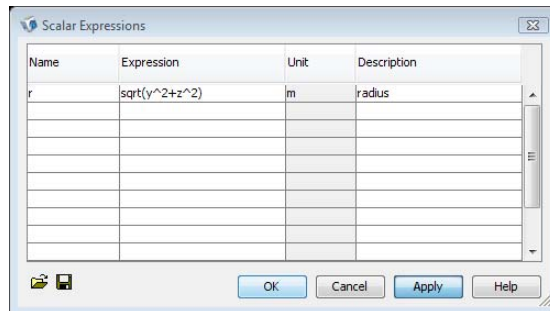 Scalar Expressions
Name Expression Unit Description
r sqrt(y^2+z^2) m radius
OK Cancel Apply Help